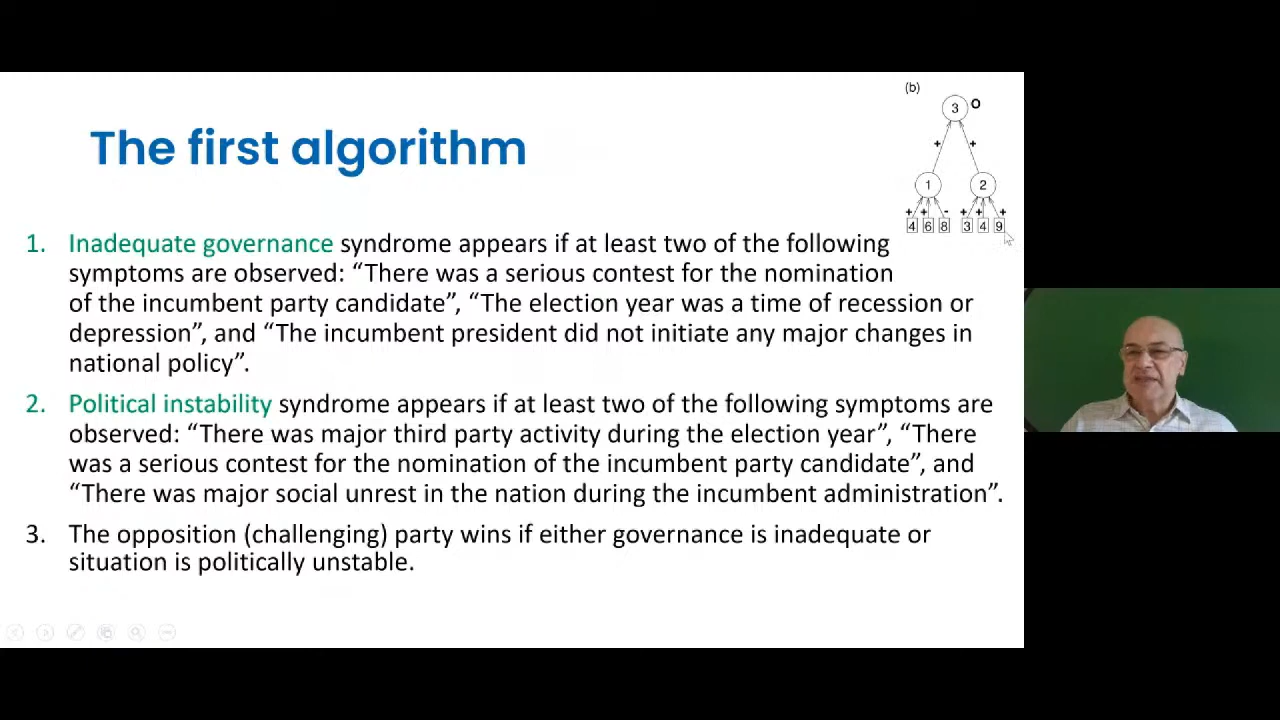 (b)
The first algorithm
3 O
+ +
1 2
+ + - + + +
4 6 8 3 4 9
1. Inadequate governance syndrome appears if at least two of the following
symptoms are observed: “There was a serious contest for the nomination
of the incumbent party candidate”, “The election year was a time of recession or
depression”, and “The incumbent president did not initiate any major changes in
national policy”.
2. Political instability syndrome appears if at least two of the following symptoms are
observed: “There was major third party activity during the election year”, “There
was a serious contest for the nomination of the incumbent party candidate”, and
“There was major social unrest in the nation during the incumbent administration”.
3. The opposition (challenging) party wins if either governance is inadequate or
situation is politically unstable.